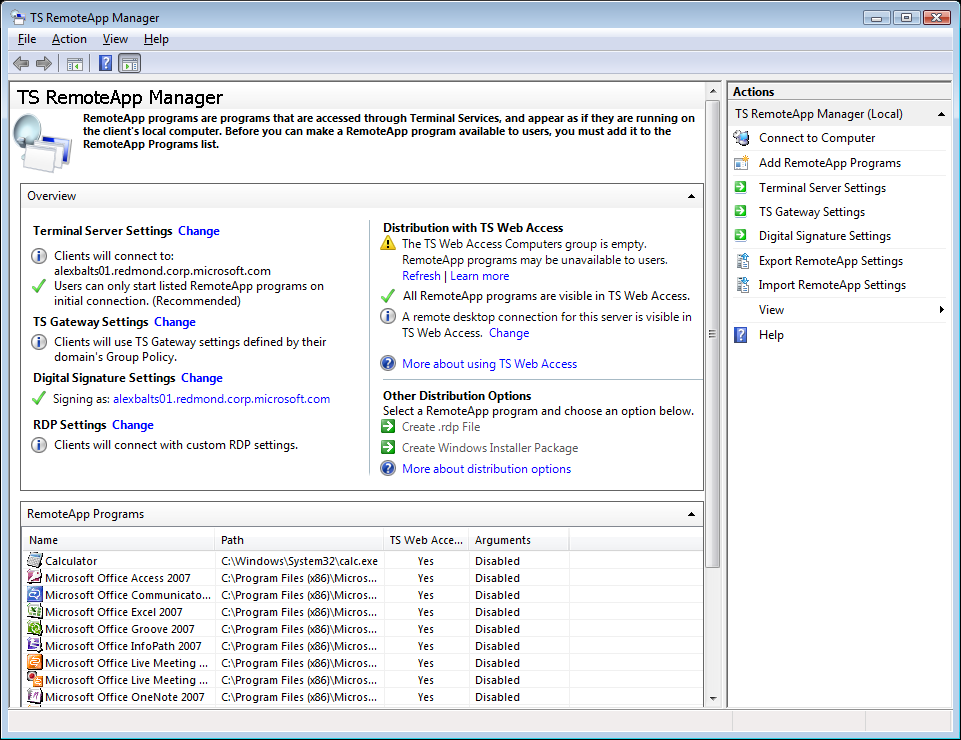 TS RemoteApp Manager
File Action View Help
TS RemoteApp Manager
RemoteApp programs are programs that are accessed through Terminal Services, and appear as if they are running on
the client's local computer. Before you can make a RemoteApp program available to users, you must add it to the
RemoteApp Programs list.
Overview
Terminal Server Settings Change
Clients will connect to:
alexbalts01.redmond.corp.microsoft.com
Users can only start listed RemoteApp programs on
initial connection. (Recommended)
TS Gateway Settings Change
Clients will use TS Gateway settings defined by their
domain's Group Policy.
Digital Signature Settings Change
Signing as: alexbalts01.redmond.corp.microsoft.com
RDP Settings Change
Clients will connect with custom RDP settings.
Distribution with TS Web Access
The TS Web Access Computers group is empty.
RemoteApp programs may be unavailable to users.
Refresh | Learn more
All RemoteApp programs are visible in TS Web Access.
A remote desktop connection for this server is visible in
TS Web Access. Change
More about using TS Web Access
Other Distribution Options
Select a RemoteApp program and choose an option below.
Create .rdp File
Create Windows Installer Package
More about distribution options
RemoteApp Programs
Name Path TS Web Acce... Arguments
Calculator C:\Windows\System32\calc.exe Yes Disabled
Microsoft Office Access 2007 C:\Program Files (x86)\Micros... Yes Disabled
Microsoft Office Communicato... C:\Program Files (x86)\Micros... Yes Disabled
Microsoft Office Excel 2007 C:\Program Files (x86)\Micros... Yes Disabled
Microsoft Office Groove 2007 C:\Program Files (x86)\Micros... Yes Disabled
Microsoft Office InfoPath 2007 C:\Program Files (x86)\Micros... Yes Disabled
Microsoft Office Live Meeting ... C:\Program Files (x86)\Micros... Yes Disabled
Microsoft Office Live Meeting ... C:\Program Files (x86)\Micros... Yes Disabled
Microsoft Office OneNote 2007 C:\Program Files (x86)\Micros... Yes Disabled
Actions
TS RemoteApp Manager (Local)
Connect to Computer
Add RemoteApp Programs
Terminal Server Settings
TS Gateway Settings
Digital Signature Settings
Export RemoteApp Settings
Import RemoteApp Settings
View
Help